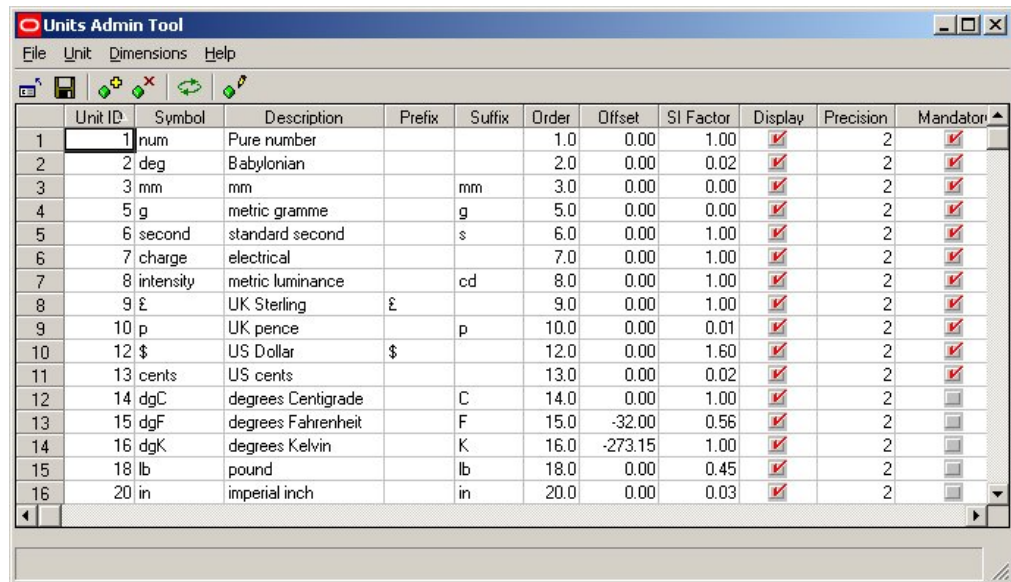 Units Admin Tool
File Unit Dimensions Help
Unit ID Symbol Description Prefix Suffix Order Offset SI Factor Display Precision Mandator
1 1 num Pure number 1.0 0.00 1.00 2
2 2 deg Babylonian 2.0 0.00 0.02 2
3 3 mm mm mm 3.0 0.00 0.00 2
4 5 g metric gramme g 5.0 0.00 0.00 2
5 6 second standard second s 6.0 0.00 1.00 2
6 7 charge electrical 7.0 0.00 1.00 2
7 8 intensity metric luminance cd 8.0 0.00 1.00 2
8 9 £ UK Sterling £ 9.0 0.00 1.00 2
9 10 p UK pence p 10.0 0.00 0.01 2
10 12 $ US Dollar $ 12.0 0.00 1.60 2
11 13 cents US cents 13.0 0.00 0.02 2
12 14 dgC degrees Centigrade C 14.0 0.00 1.00 2
13 15 dgF degrees Fahrenheit F 15.0 -32.00 0.56 2
14 16 dgK degrees Kelvin K 16.0 -273.15 1.00 2
15 18 lb pound lb 18.0 0.00 0.45 2
16 20 in imperial inch in 20.0 0.00 0.03 2